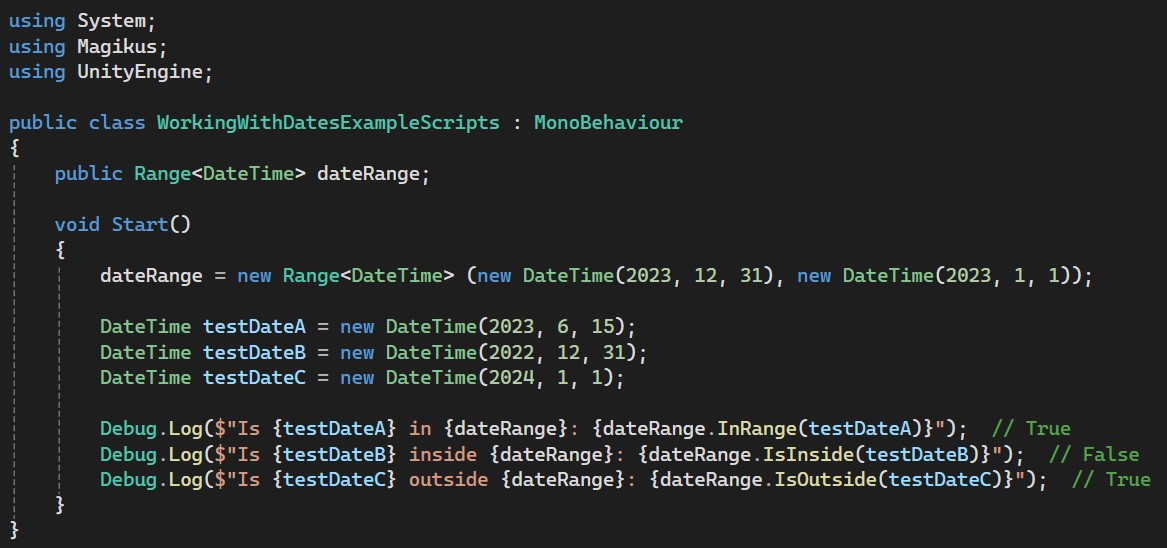 using System;
using Magikus;
using UnityEngine;

public class WorkingWithDatesExampleScripts : MonoBehaviour
{
    public Range<DateTime> dateRange;

    void Start()
    {
        dateRange = new Range<DateTime> (new DateTime(2023, 12, 31), new DateTime(2023, 1, 1));

        DateTime testDateA = new DateTime(2023, 6, 15);
        DateTime testDateB = new DateTime(2022, 12, 31);
        DateTime testDateC = new DateTime(2024, 1, 1);

        Debug.Log($"Is {testDateA} in {dateRange}: {dateRange.InRange(testDateA)}");  // True
        Debug.Log($"Is {testDateB} inside {dateRange}: {dateRange.IsInside(testDateB)}");  // False
        Debug.Log($"Is {testDateC} outside {dateRange}: {dateRange.IsOutside(testDateC)}");  // True
    }
}